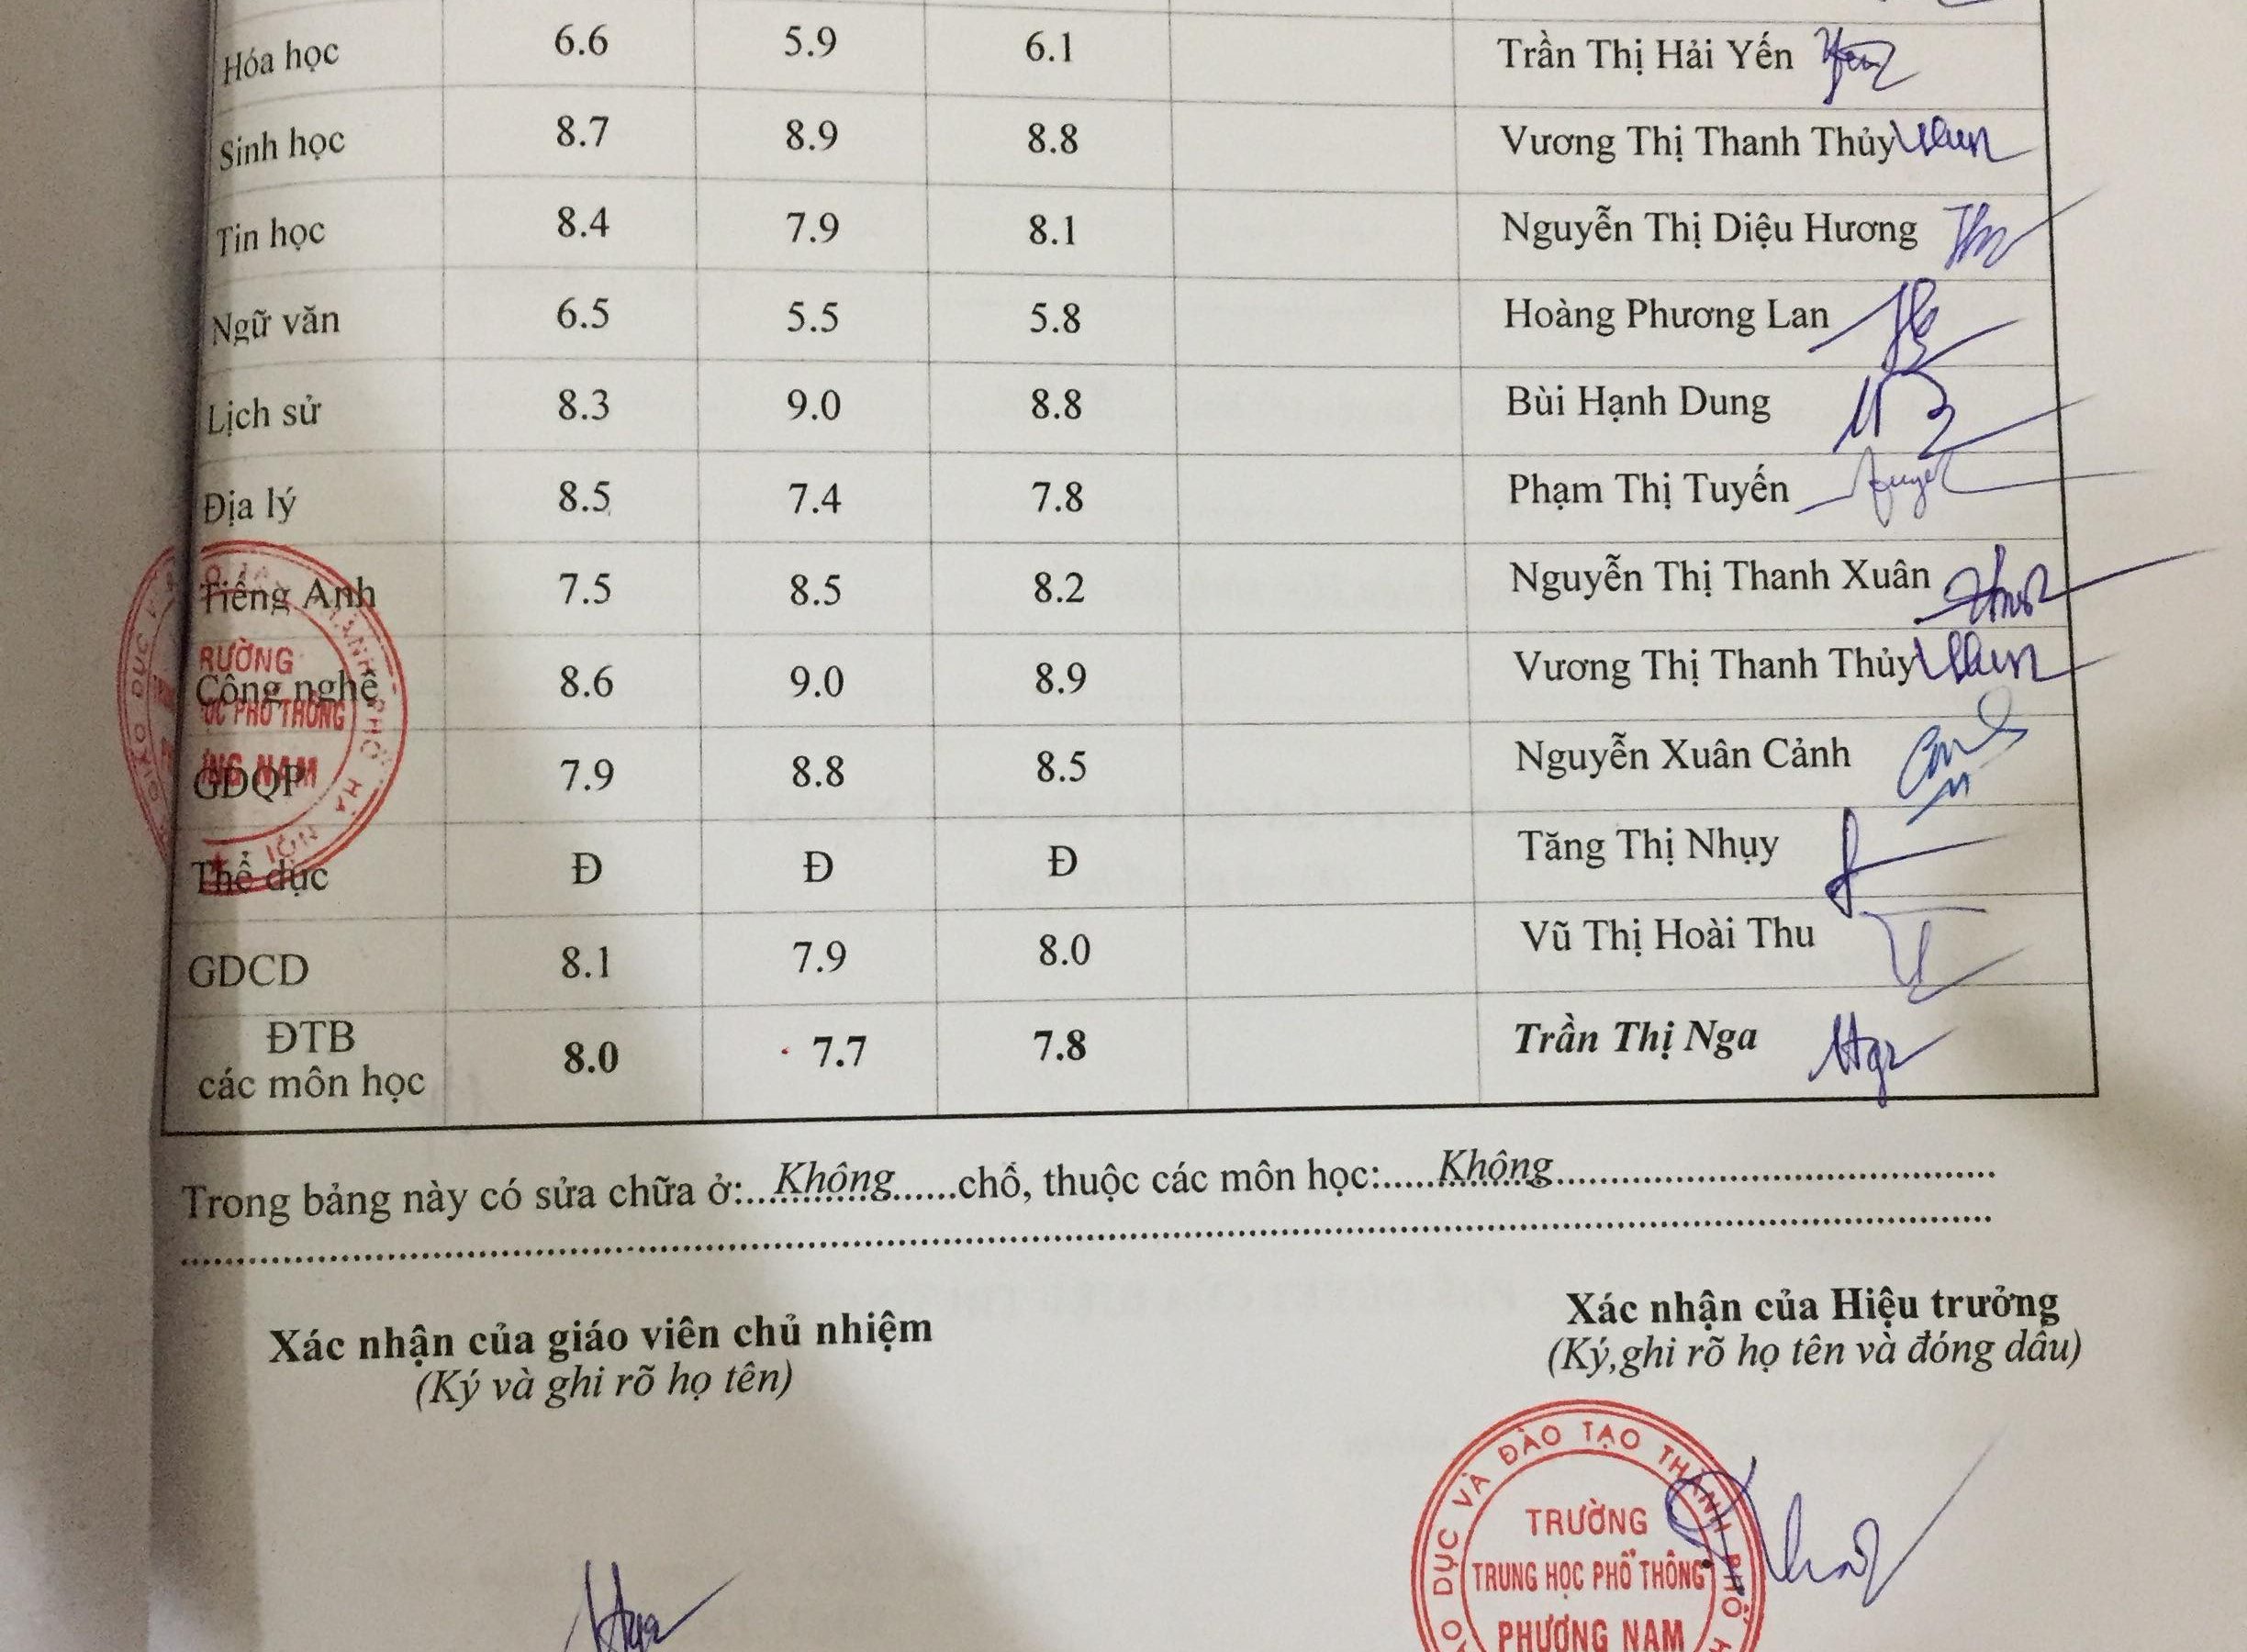 Hóa học 6.6 5.9 6.1 Trần Thị Hải Yến
Sinh học 8.7 8.9 8.8 Vương Thị Thanh Thủy
Tin học 8.4 7.9 8.1 Nguyễn Thị Diệu Hương
Ngữ văn 6.5 5.5 5.8 Hoàng Phương Lan
Lịch sử 8.3 9.0 8.8 Bùi Hạnh Dung
Địa lý 8.5 7.4 7.8 Phạm Thị Tuyến
Tiếng Anh 7.5 8.5 8.2 Nguyễn Thị Thanh Xuân
Công nghệ 8.6 9.0 8.9 Vương Thị Thanh Thủy
GDQP 7.9 8.8 8.5 Nguyễn Xuân Cảnh
Thể dục Đ Đ Đ Tăng Thị Nhụy
GDCD 8.1 7.9 8.0 Vũ Thị Hoài Thu
ĐTB
các môn học 8.0 7.7 7.8 Trần Thị Nga
Trong bảng này có sửa chữa ở:...Không......chỗ, thuộc các môn học:.....Không
Xác nhận của giáo viên chủ nhiệm
(Ký và ghi rõ họ tên)
Xác nhận của Hiệu trưởng
(Ký,ghi rõ họ tên và đóng dấu)
DỤC VÀ ĐÀO TẠO THÀNH PHỐ
TRƯỜNG
TRUNG HỌC PHỔ THÔNG
PHƯƠNG NAM